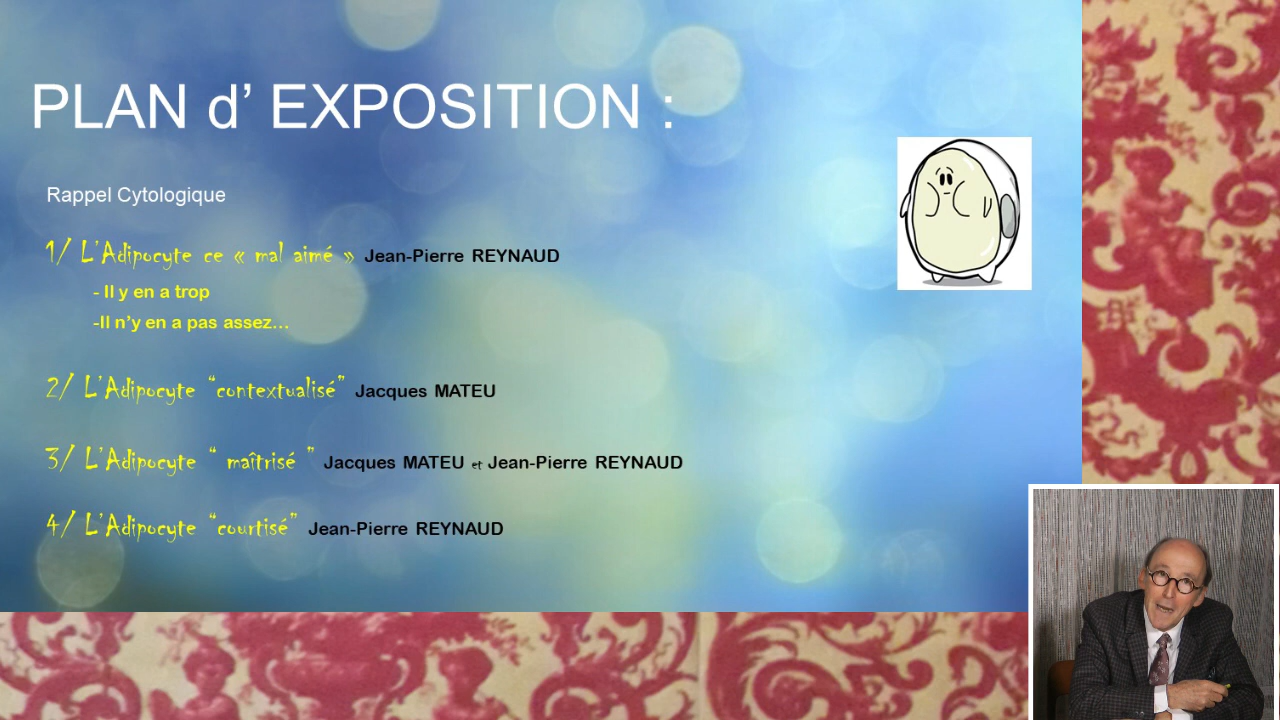 PLAN d’ EXPOSITION :
Rappel Cytologique
1/ L’Adipocyte ce « mal aimé » Jean-Pierre REYNAUD
- Il y en a trop
-Il n’y en a pas assez…
2/ L’Adipocyte “contextualisé” Jacques MATEU
3/ L’Adipocyte “ maîtrisé ” Jacques MATEU et Jean-Pierre REYNAUD
4/ L’Adipocyte “courtisé” Jean-Pierre REYNAUD